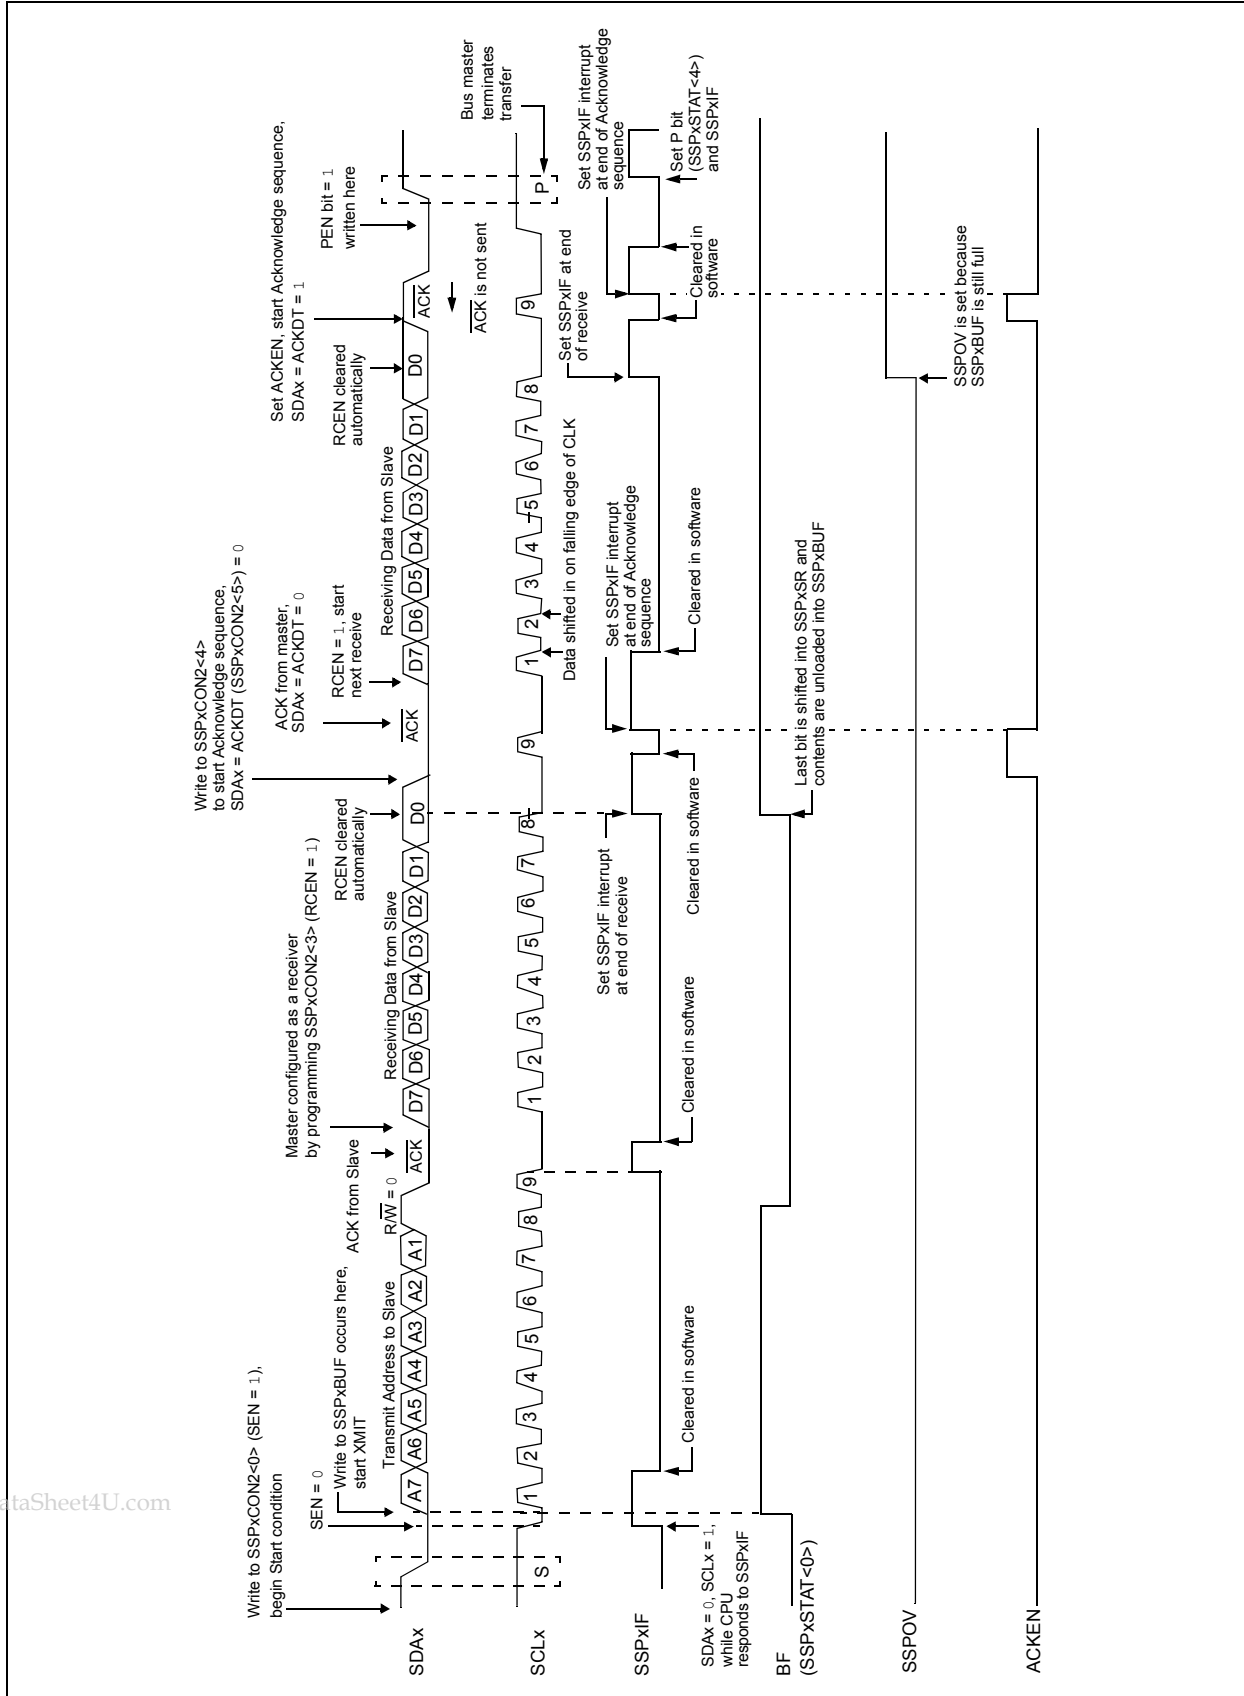 Write to SSPxCON2<0> (SEN = 1),
begin Start condition
SEN = 0
Write to SSPxBUF occurs here,
start XMIT
Transmit Address to Slave
R/W = 0
ACK from Slave
Master configured as a receiver
by programming SSPxCON2<3> (RCEN = 1)
Receiving Data from Slave
RCEN cleared
automatically
Write to SSPxCON2<4>
to start Acknowledge sequence,
SDAx = ACKDT (SSPxCON2<5>) = 0
ACK from master,
SDAx = ACKDT = 0
RCEN = 1, start
next receive
Receiving Data from Slave
RCEN cleared
automatically
Set ACKEN, start Acknowledge sequence,
SDAx = ACKDT = 1
PEN bit = 1
written here
SDAx
A7 A6 A5 A4 A3 A2 A1
ACK
D7 D6 D5 D4 D3 D2 D1 D0
ACK
D7 D6 D5 D4 D3 D2 D1 D0
ACK
ACK is not sent
Bus master
terminates
transfer
SCLx
S
1 2 3 4 5 6 7 8 9
1 2 3 4 5 6 7 8 9
1 2 3 4 5 6 7 8 9
P
Data shifted in on falling edge of CLK
Set SSPxIF interrupt
at end of receive
Set SSPxIF interrupt
at end of Acknowledge
sequence
Set SSPxIF at end
of receive
Set SSPxIF interrupt
at end of Acknowledge
sequence
SSPxIF
SDAx = 0, SCLx = 1,
while CPU
responds to SSPxIF
Cleared in software
Cleared in software
Cleared in software
Cleared in software
Cleared in
software
Set P bit
(SSPxSTAT<4>)
and SSPxIF
BF
(SSPxSTAT<0>)
Last bit is shifted into SSPxSR and
contents are unloaded into SSPxBUF
SSPOV
SSPOV is set because
SSPxBUF is still full
ACKEN
ataSheet4U.com